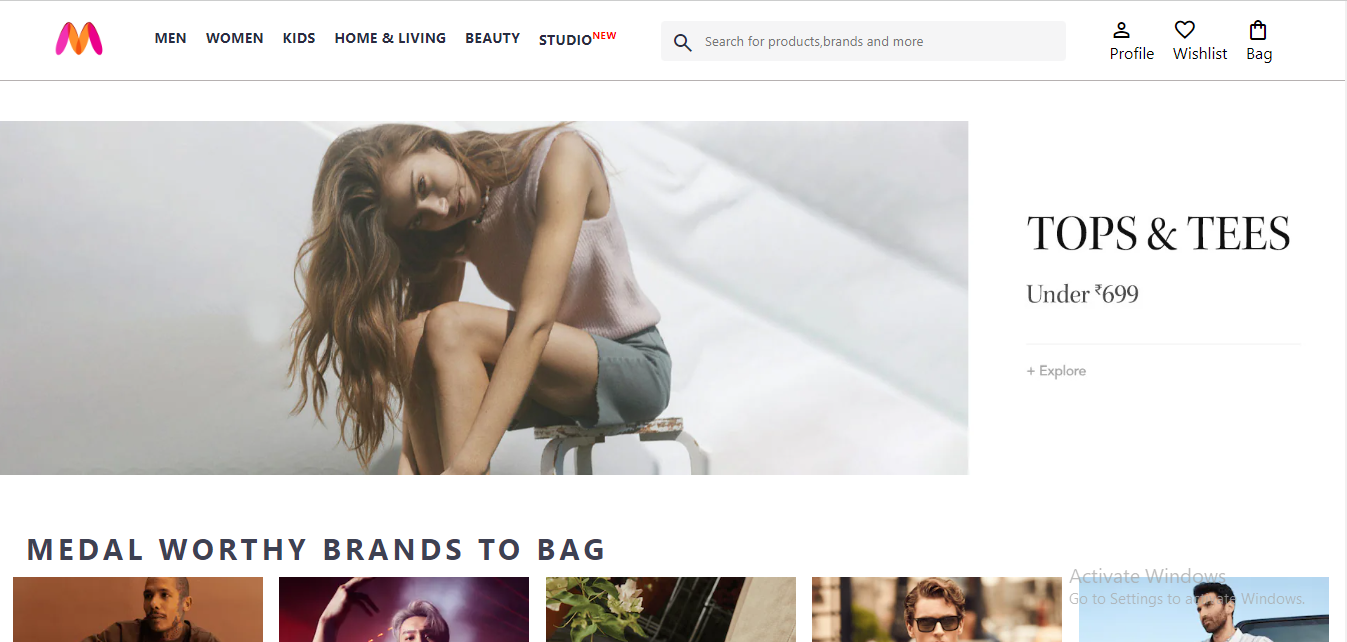 MEN WOMEN KIDS HOME & LIVING BEAUTY STUDIO NEW
Search for products,brands and more
Profile Wishlist Bag
TOPS & TEES
Under ₹699
+ Explore
MEDAL WORTHY BRANDS TO BAG
Activate Windows
Go to Settings to activate Windows.